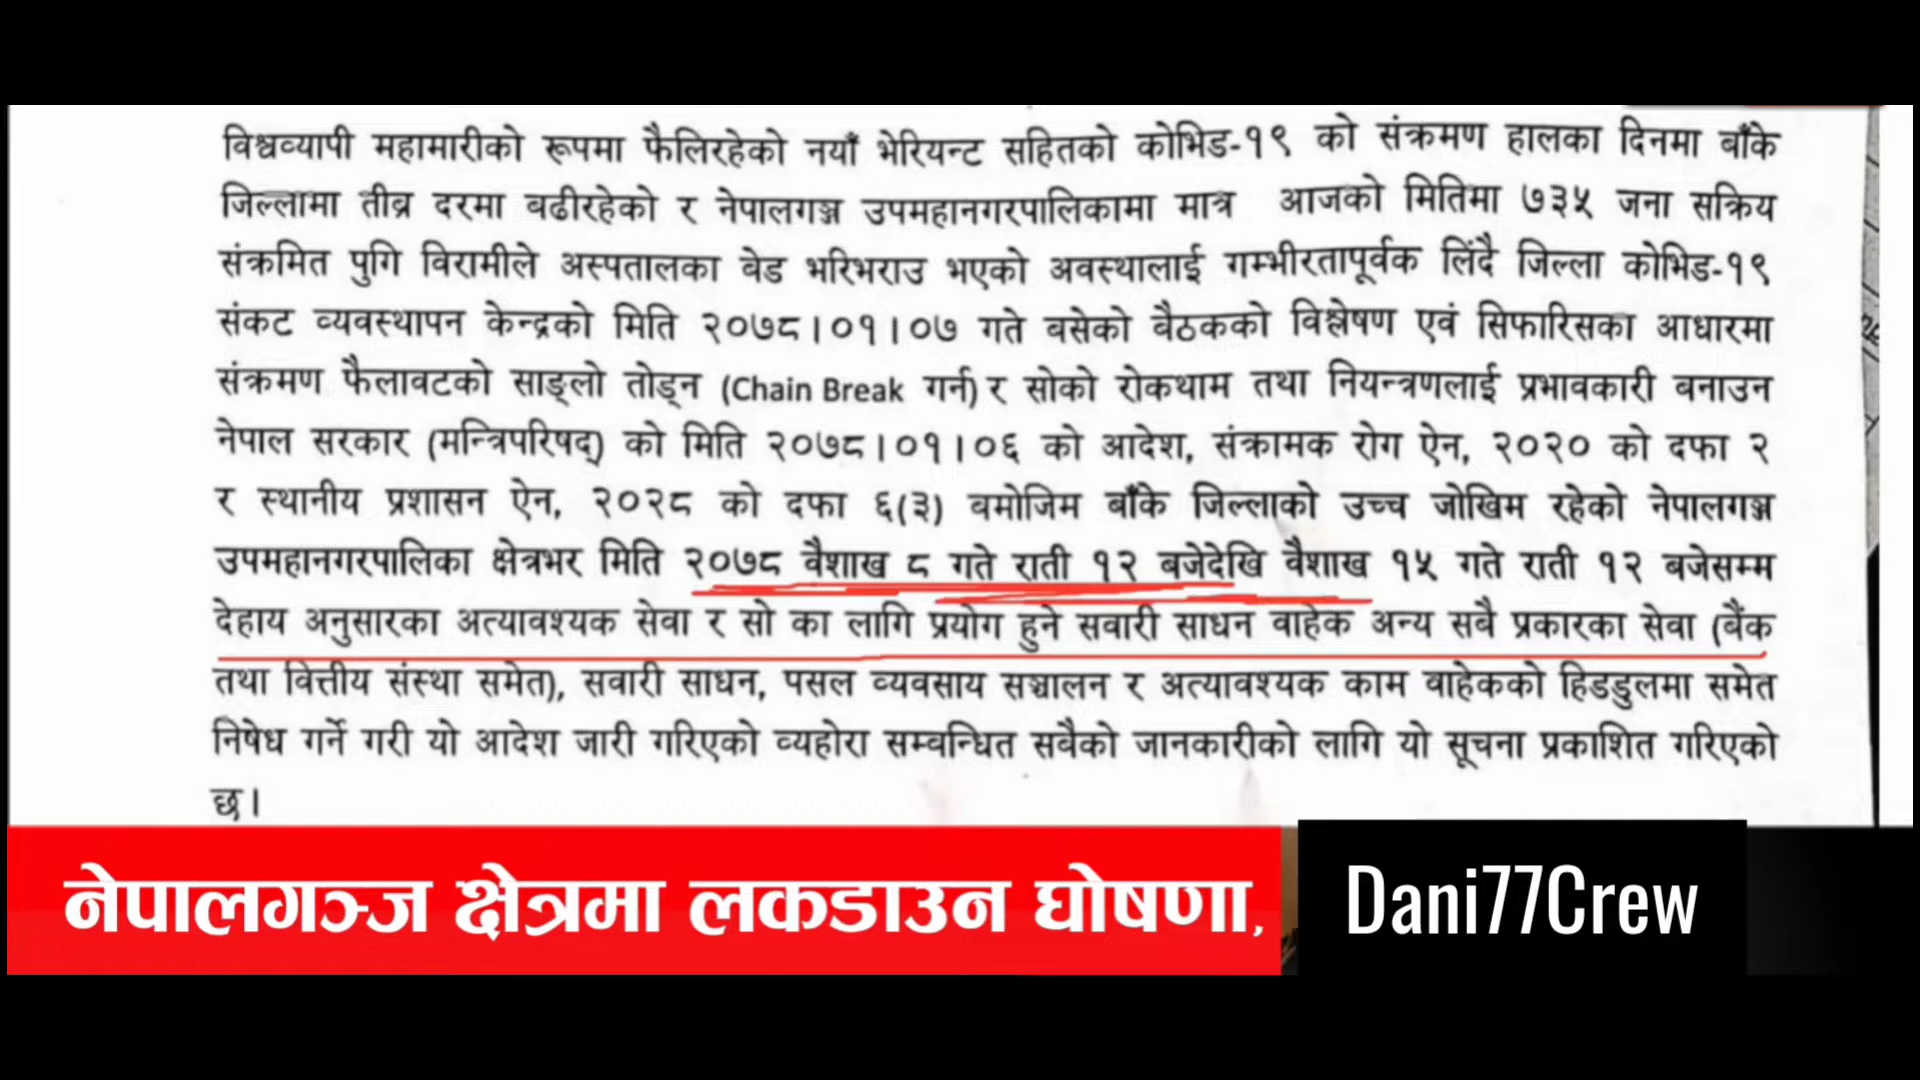 विश्वव्यापी महामारीको रूपमा फैलिरहेको नयाँ भेरियन्ट सहितको कोभिड-१९ को संक्रमण हालका दिनमा बाँके
जिल्लामा तीब्र दरमा बढीरहेको र नेपालगञ्ज उपमहानगरपालिकामा मात्र आजको मितिमा ७३५ जना सक्रिय
संक्रमित पुगि विरामीले अस्पतालका बेड भरिभराउ भएको अवस्थालाई गम्भीरतापूर्वक लिंदै जिल्ला कोभिड-१९
संकट व्यवस्थापन केन्द्रको मिति २०७८।०१।०७ गते बसेको बैठकको विश्लेषण एवं सिफारिसका आधारमा
संक्रमण फैलावटको साङ्लो तोड्न (Chain Break गर्न) र सोको रोकथाम तथा नियन्त्रणलाई प्रभावकारी बनाउन
नेपाल सरकार (मन्त्रिपरिषद्) को मिति २०७८।०१।०६ को आदेश, संक्रामक रोग ऐन, २०२० को दफा २
र स्थानीय प्रशासन ऐन, २०२८ को दफा ६(३) बमोजिम बाँके जिल्लाको उच्च जोखिम रहेको नेपालगञ्ज
उपमहानगरपालिका क्षेत्रभर मिति २०७८ वैशाख ८ गते राती १२ बजेदेखि वैशाख १५ गते राती १२ बजेसम्म
देहाय अनुसारका अत्यावश्यक सेवा र सो का लागि प्रयोग हुने सवारी साधन वाहेक अन्य सबै प्रकारका सेवा (बैंक
तथा वित्तीय संस्था समेत), सवारी साधन, पसल व्यवसाय सञ्चालन र अत्यावश्यक काम वाहेकको हिडडुलमा समेत
निषेध गर्ने गरी यो आदेश जारी गरिएको व्यहोरा सम्वन्धित सबैको जानकारीको लागि यो सूचना प्रकाशित गरिएको
छ।
नेपालगञ्ज क्षेत्रमा लकडाउन घोषणा,
Dani77Crew